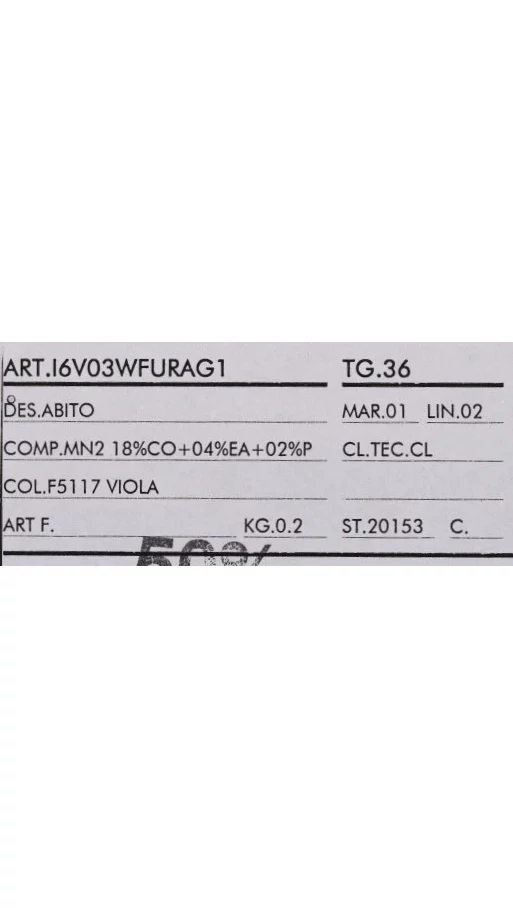 ART.I6V03WFURAG1 TG.36
DES.ABITO MAR.01 LIN.02
COMP.MN2 18%CO+04%EA+02%P CL.TEC.CL
COL.F5117 VIOLA
ART F. KG.0.2 ST.20153 C.
50%